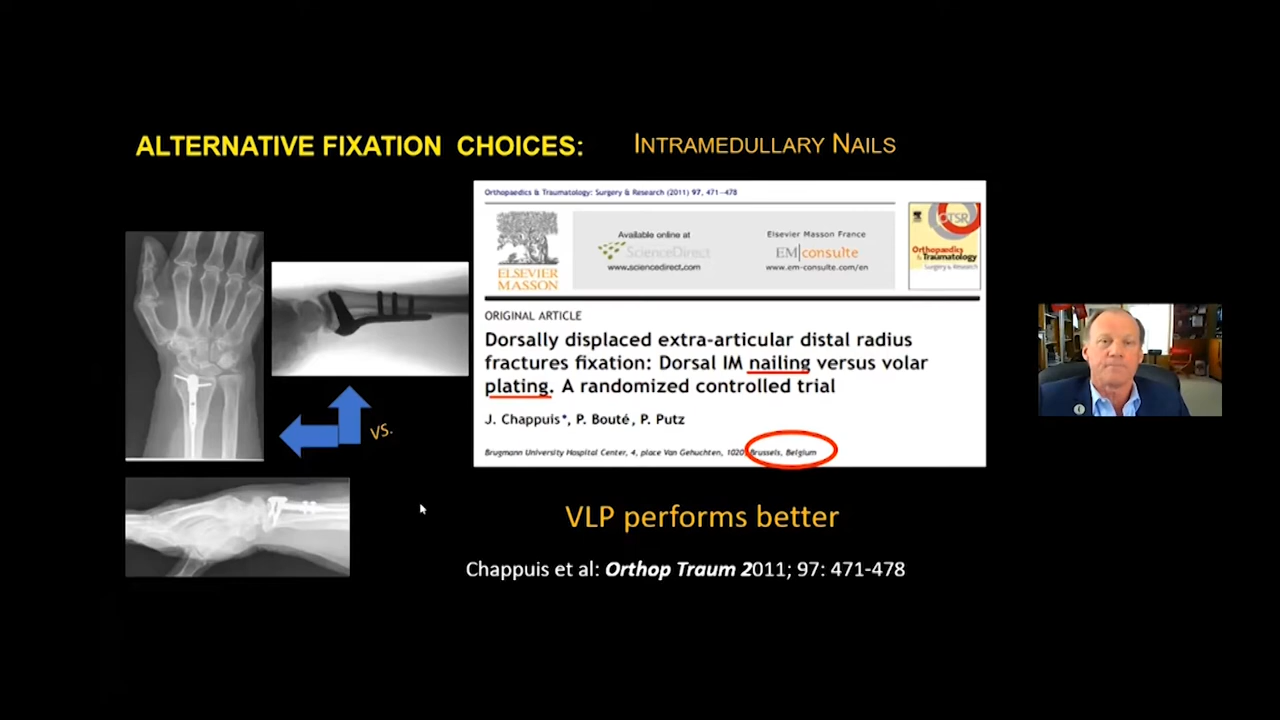 ALTERNATIVE FIXATION CHOICES:
INTRAMEDULLARY NAILS
Orthopaedics & Traumatology: Surgery & Research (2011) 97, 471—478
ELSEVIER
MASSON
Available online at
ScienceDirect
www.sciencedirect.com
Elsevier Masson France
EM|consulte
www.em-consulte.com/en
OTSR
Orthopaedics
& Traumatology
Surgery & Research
ORIGINAL ARTICLE
Dorsally displaced extra-articular distal radius
fractures fixation: Dorsal IM nailing versus volar
plating. A randomized controlled trial
J. Chappuis*, P. Bouté, P. Putz
Brugmann University Hospital Center, 4, place Van Gehuchten, 1020 Brussels, Belgium
VS.
VLP performs better
Chappuis et al: Orthop Traum 2011; 97: 471-478